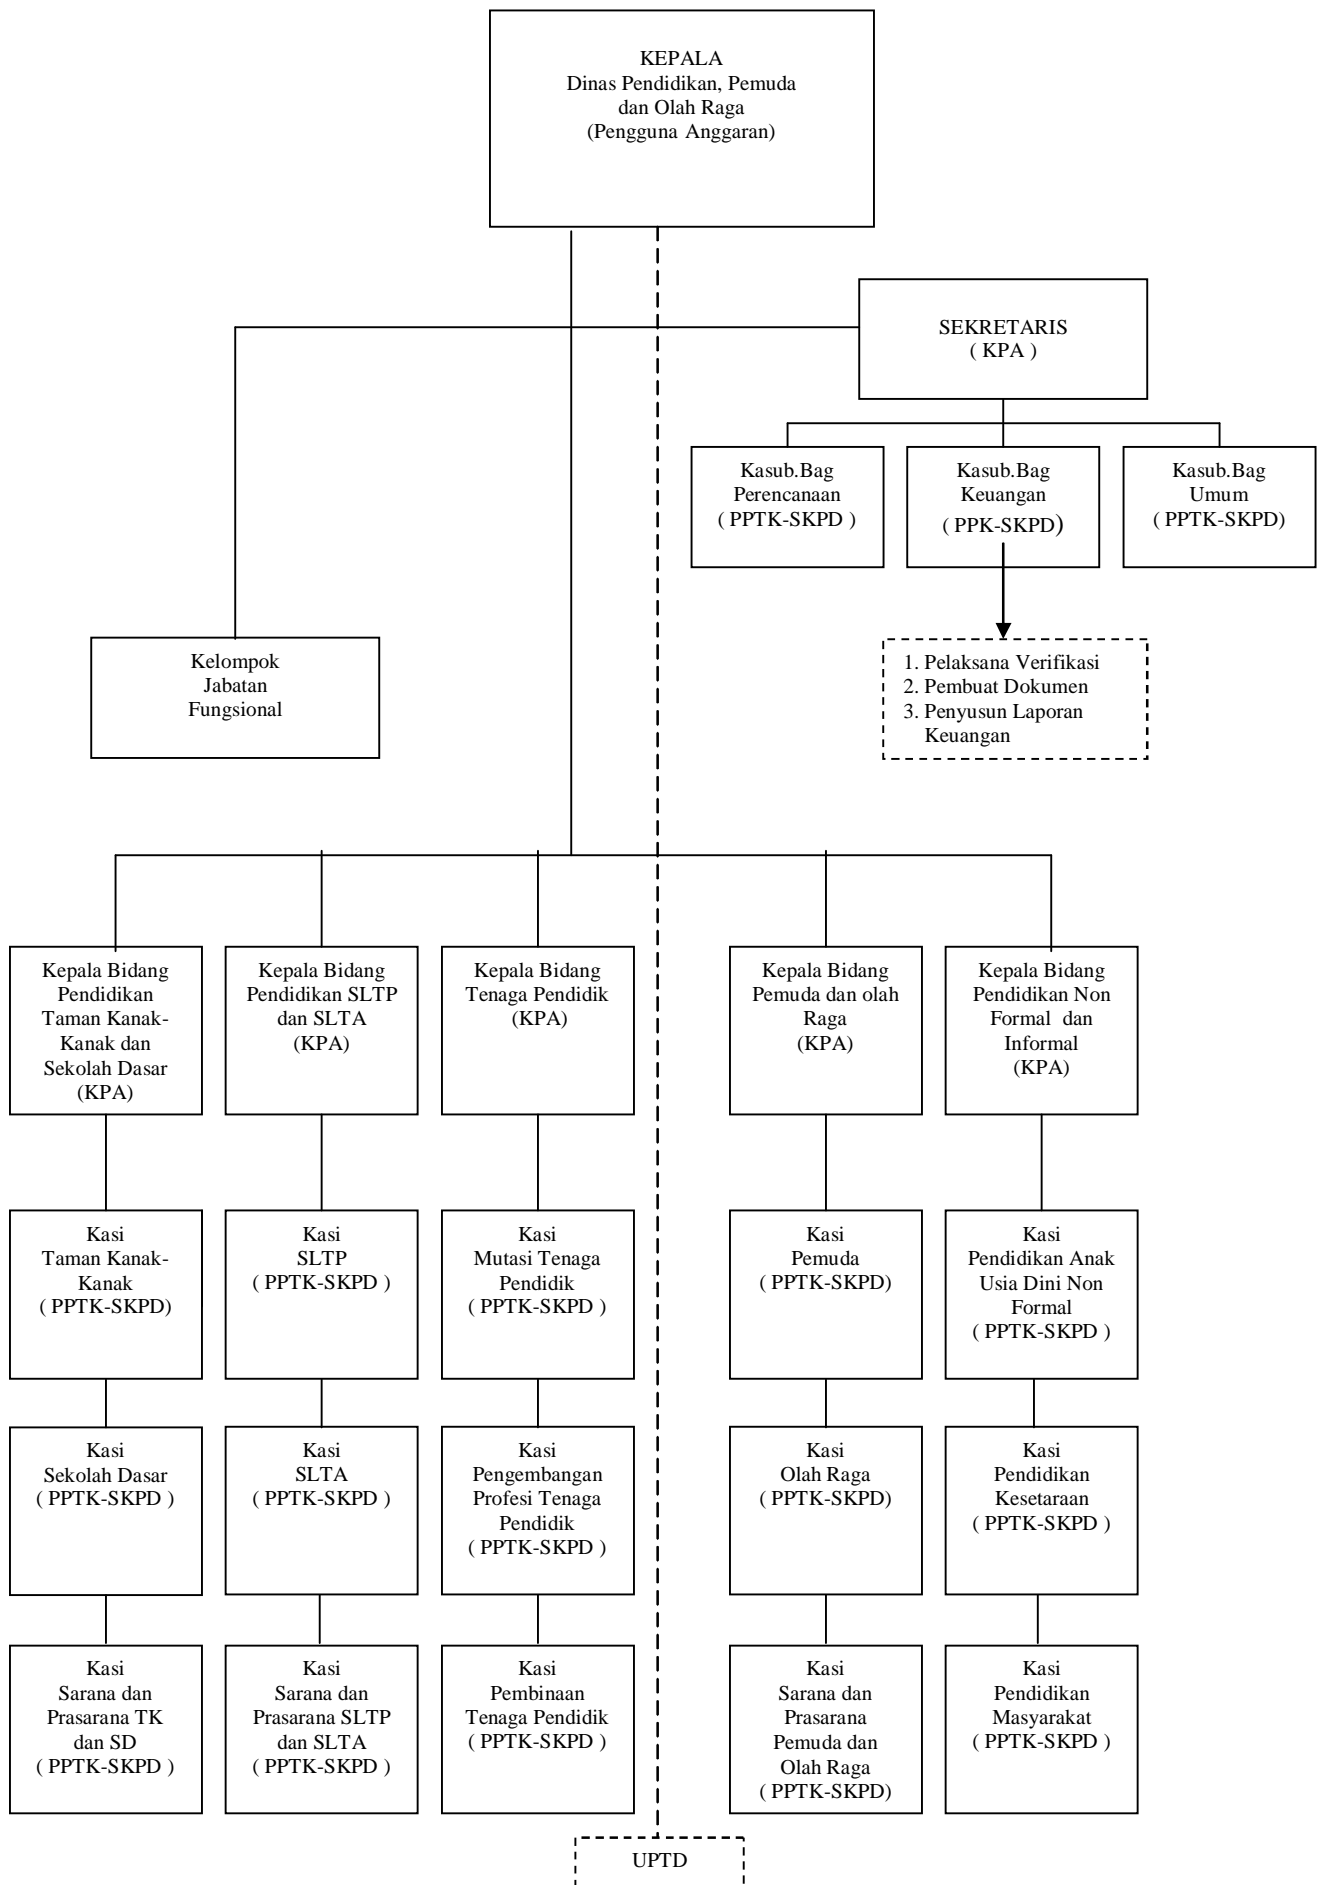 KEPALA
Dinas Pendidikan, Pemuda
dan Olah Raga
(Pengguna Anggaran)
SEKRETARIS
( KPA )
Kasub.Bag
Perencanaan
( PPTK-SKPD )
Kasub.Bag
Keuangan
( PPK-SKPD)
Kasub.Bag
Umum
( PPTK-SKPD)
Kelompok
Jabatan
Fungsional
1. Pelaksana Verifikasi
2. Pembuat Dokumen
3. Penyusun Laporan
Keuangan
Kepala Bidang
Pendidikan
Taman Kanak-
Kanak dan
Sekolah Dasar
(KPA)
Kepala Bidang
Pendidikan SLTP
dan SLTA
(KPA)
Kepala Bidang
Tenaga Pendidik
(KPA)
Kepala Bidang
Pemuda dan olah
Raga
(KPA)
Kepala Bidang
Pendidikan Non
Formal dan
Informal
(KPA)
Kasi
Taman Kanak-
Kanak
( PPTK-SKPD)
Kasi
SLTP
( PPTK-SKPD )
Kasi
Mutasi Tenaga
Pendidik
( PPTK-SKPD )
Kasi
Pemuda
( PPTK-SKPD)
Kasi
Pendidikan Anak
Usia Dini Non
Formal
( PPTK-SKPD )
Kasi
Sekolah Dasar
( PPTK-SKPD )
Kasi
SLTA
( PPTK-SKPD )
Kasi
Pengembangan
Profesi Tenaga
Pendidik
( PPTK-SKPD )
Kasi
Olah Raga
( PPTK-SKPD)
Kasi
Pendidikan
Kesetaraan
( PPTK-SKPD )
Kasi
Sarana dan
Prasarana TK
dan SD
( PPTK-SKPD )
Kasi
Sarana dan
Prasarana SLTP
dan SLTA
( PPTK-SKPD )
Kasi
Pembinaan
Tenaga Pendidik
( PPTK-SKPD )
Kasi
Sarana dan
Prasarana
Pemuda dan
Olah Raga
( PPTK-SKPD)
Kasi
Pendidikan
Masyarakat
( PPTK-SKPD )
UPTD